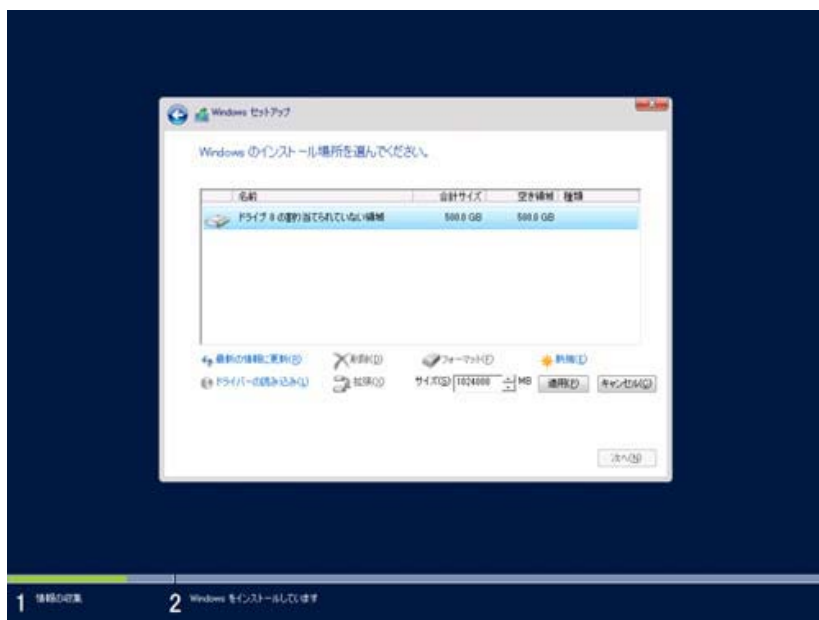 Windows セットアップ
Windows のインストール場所を選んでください。
名前 合計サイズ 空き領域 種類
ドライブ 0 の割り当てられていない領域 500.0 GB 500.0 GB
最新の情報に更新(R) 削除(D) フォーマット(F) 新規(E)
ドライバーの読み込み(L) 拡張(X) サイズ(S) 1024000 MB 適用(P) キャンセル(C)
次へ(N)
1 情報の収集 2 Windows をインストールしています